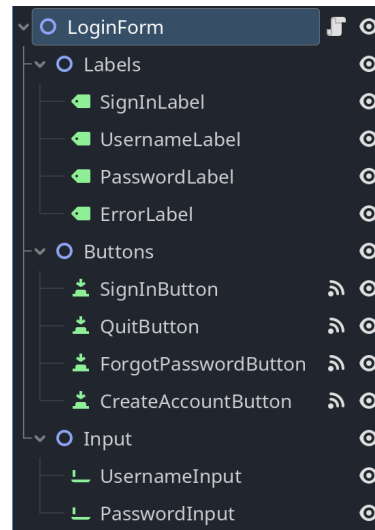 LoginForm
Labels
SignInLabel
UsernameLabel
PasswordLabel
ErrorLabel
Buttons
SignInButton
QuitButton
ForgotPasswordButton
CreateAccountButton
Input
UsernameInput
PasswordInput